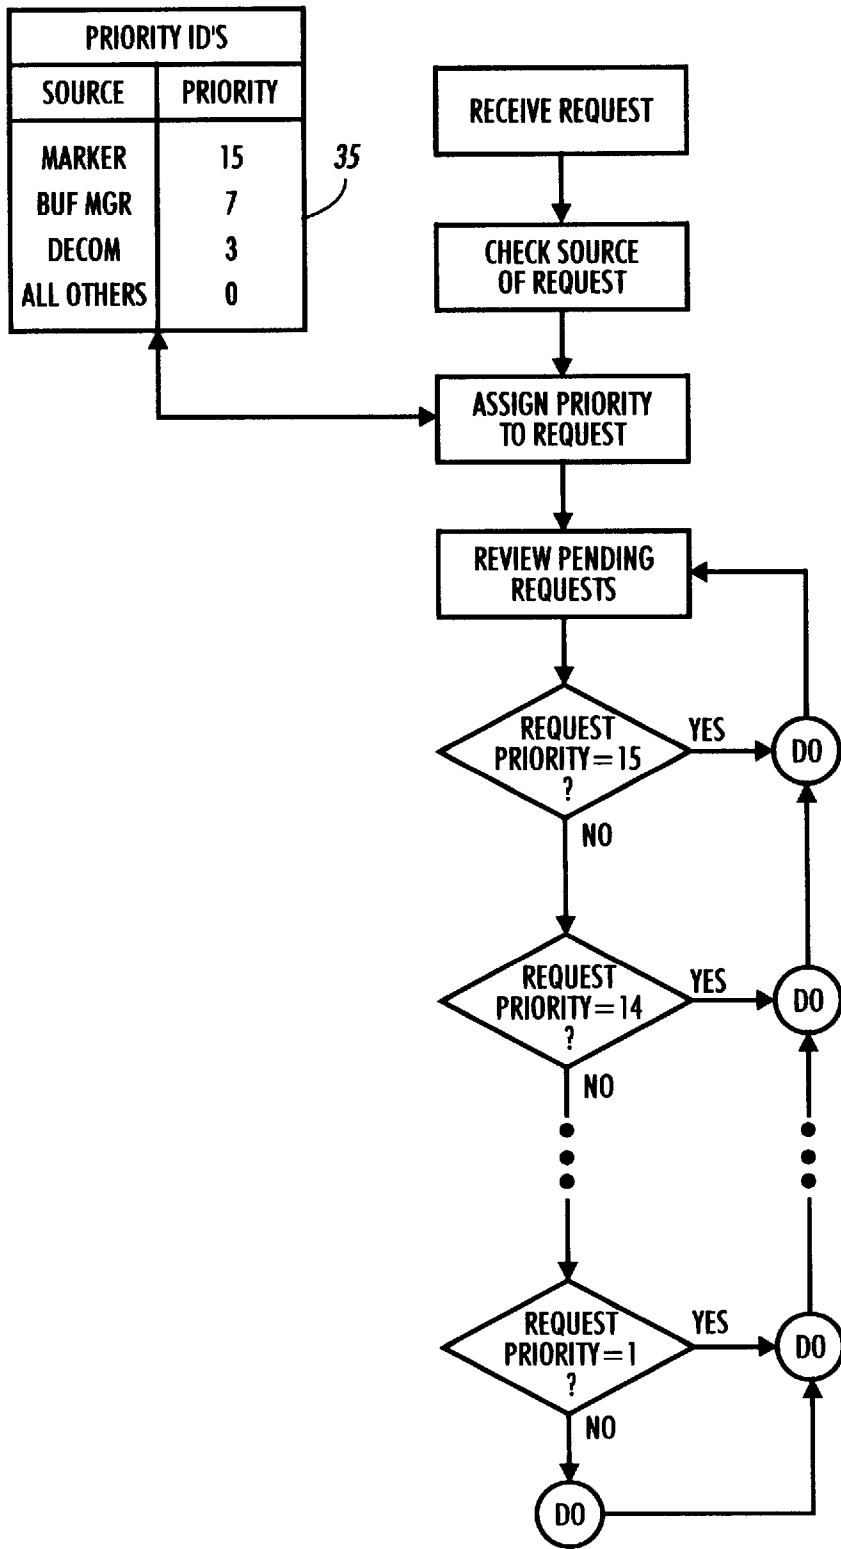 PRIORITY ID'S
SOURCE PRIORITY
MARKER 15
BUF MGR 7
DECOM 3
ALL OTHERS 0
35
RECEIVE REQUEST
CHECK SOURCE
OF REQUEST
ASSIGN PRIORITY
TO REQUEST
REVIEW PENDING
REQUESTS
REQUEST
PRIORITY=15
?
YES
DO
NO
REQUEST
PRIORITY=14
?
YES
DO
NO
REQUEST
PRIORITY=1
?
YES
DO
NO
DO